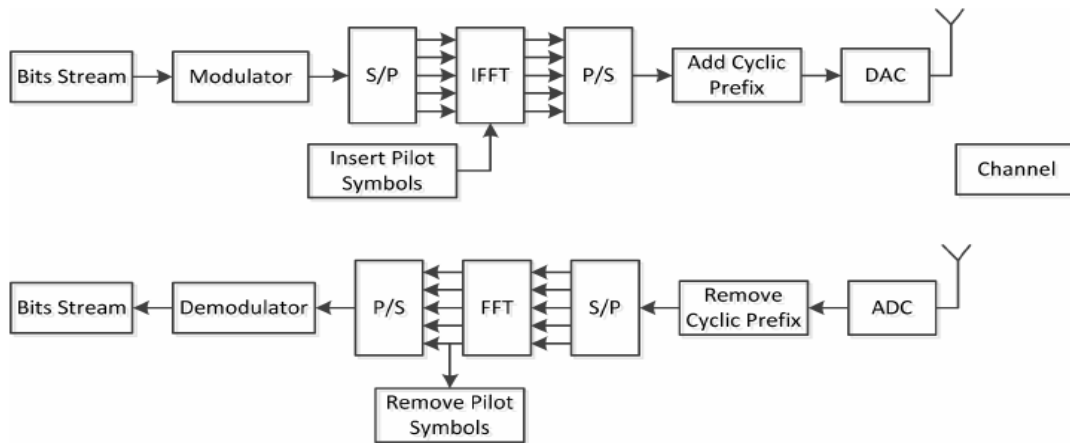 Bits Stream
Modulator
S/P
IFFT
P/S
Add Cyclic
Prefix
DAC
Insert Pilot
Symbols
Channel
Bits Stream
Demodulator
P/S
FFT
S/P
Remove
Cyclic Prefix
ADC
Remove Pilot
Symbols